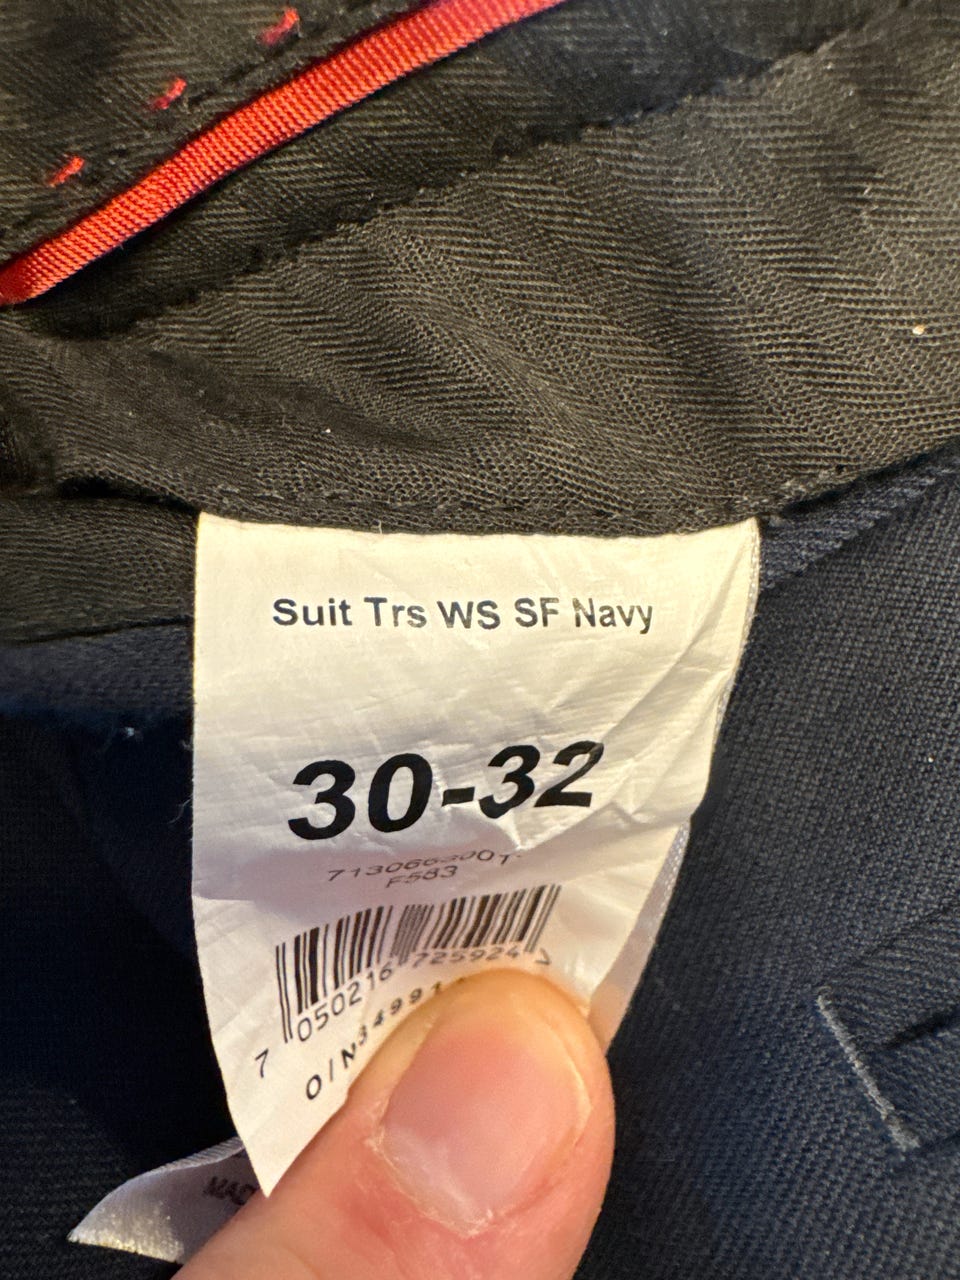 Suit Trs WS SF Navy
30-32
F583
7 050216 725924 >
O/N